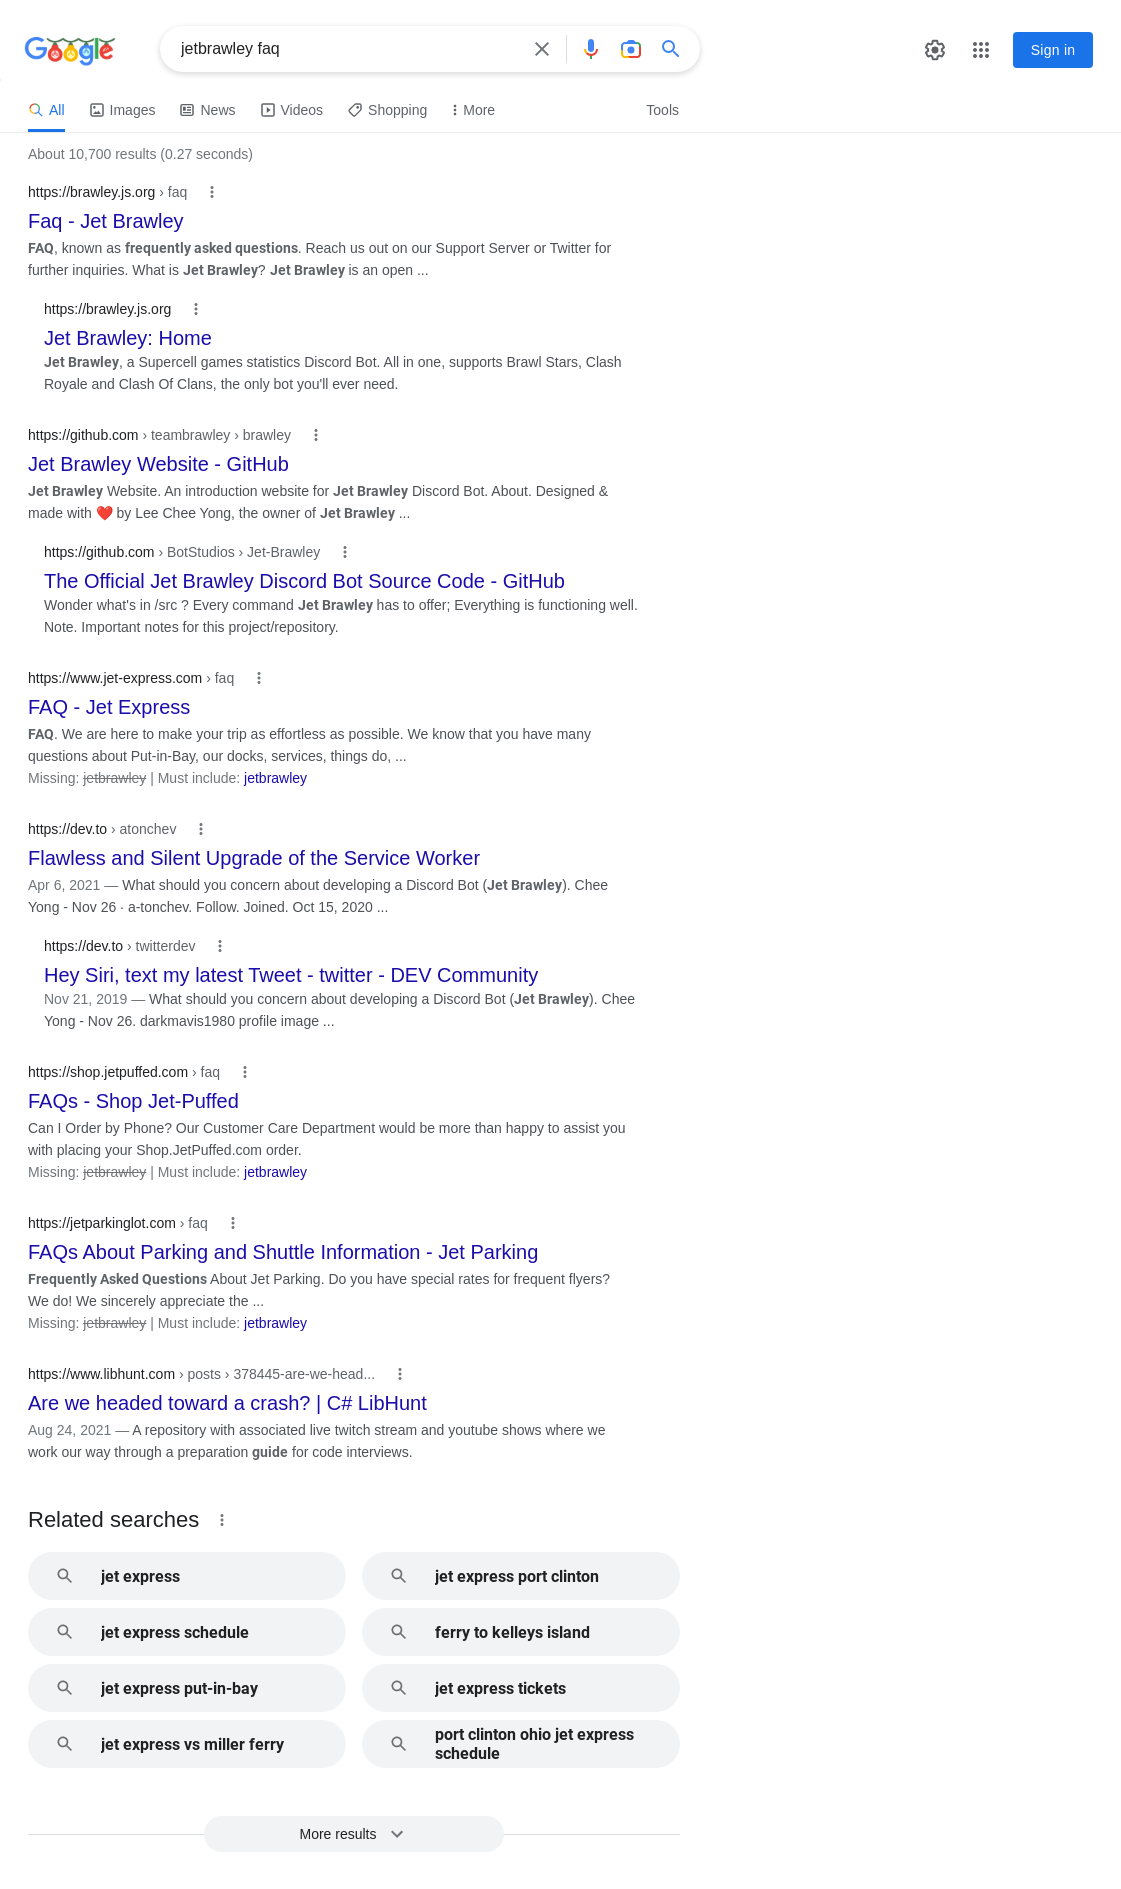 Google
jetbrawley faq
Sign in
All Images News Videos Shopping More Tools
About 10,700 results (0.27 seconds)
https://brawley.js.org › faq
Faq - Jet Brawley
FAQ, known as frequently asked questions. Reach us out on our Support Server or Twitter for
further inquiries. What is Jet Brawley? Jet Brawley is an open ...
https://brawley.js.org
Jet Brawley: Home
Jet Brawley, a Supercell games statistics Discord Bot. All in one, supports Brawl Stars, Clash
Royale and Clash Of Clans, the only bot you'll ever need.
https://github.com › teambrawley › brawley
Jet Brawley Website - GitHub
Jet Brawley Website. An introduction website for Jet Brawley Discord Bot. About. Designed &
made with ❤️ by Lee Chee Yong, the owner of Jet Brawley ...
https://github.com › BotStudios › Jet-Brawley
The Official Jet Brawley Discord Bot Source Code - GitHub
Wonder what's in /src ? Every command Jet Brawley has to offer; Everything is functioning well.
Note. Important notes for this project/repository.
https://www.jet-express.com › faq
FAQ - Jet Express
FAQ. We are here to make your trip as effortless as possible. We know that you have many
questions about Put-in-Bay, our docks, services, things do, ...
Missing: jetbrawley | Must include: jetbrawley
https://dev.to › atonchev
Flawless and Silent Upgrade of the Service Worker
Apr 6, 2021 — What should you concern about developing a Discord Bot (Jet Brawley). Chee
Yong - Nov 26 · a-tonchev. Follow. Joined. Oct 15, 2020 ...
https://dev.to › twitterdev
Hey Siri, text my latest Tweet - twitter - DEV Community
Nov 21, 2019 — What should you concern about developing a Discord Bot (Jet Brawley). Chee
Yong - Nov 26. darkmavis1980 profile image ...
https://shop.jetpuffed.com › faq
FAQs - Shop Jet-Puffed
Can I Order by Phone? Our Customer Care Department would be more than happy to assist you
with placing your Shop.JetPuffed.com order.
Missing: jetbrawley | Must include: jetbrawley
https://jetparkinglot.com › faq
FAQs About Parking and Shuttle Information - Jet Parking
Frequently Asked Questions About Jet Parking. Do you have special rates for frequent flyers?
We do! We sincerely appreciate the ...
Missing: jetbrawley | Must include: jetbrawley
https://www.libhunt.com › posts › 378445-are-we-head...
Are we headed toward a crash? | C# LibHunt
Aug 24, 2021 — A repository with associated live twitch stream and youtube shows where we
work our way through a preparation guide for code interviews.
Related searches
jet express
jet express port clinton
jet express schedule
ferry to kelleys island
jet express put-in-bay
jet express tickets
jet express vs miller ferry
port clinton ohio jet express
schedule
More results